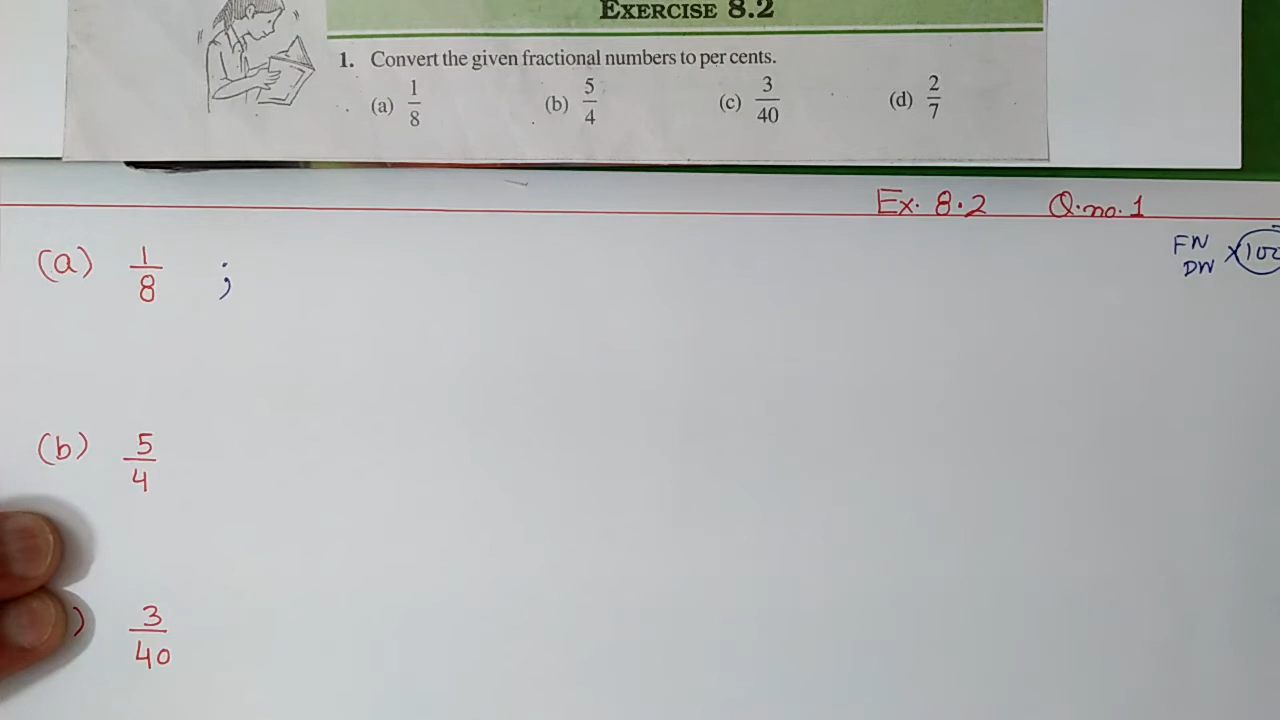 EXERCISE 8.2
1. Convert the given fractional numbers to per cents.
(a) 1/8 (b) 5/4 (c) 3/40 (d) 2/7
Ex. 8.2 Q.no. 1
FN
DN ×100
(a) 1/8 ;
(b) 5/4
) 3/40